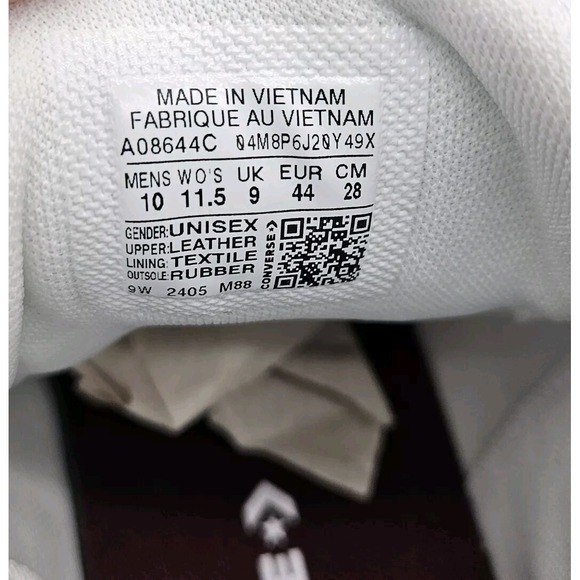 MADE IN VIETNAM
FABRIQUE AU VIETNAM
A08644C 04M8P6J20Y49X
MENS WO'S UK EUR CM
10 11.5 9 44 28
GENDER:UNISEX
UPPER:LEATHER
LINING:TEXTILE
OUTSOLE:RUBBER
9W 2405 M88
CONVERSE